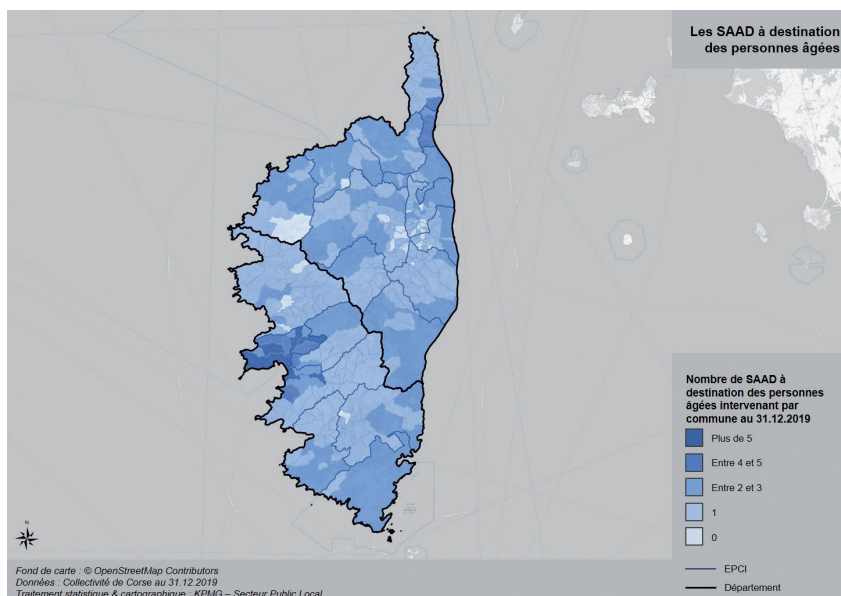 Les SAAD à destination
des personnes âgées
Nombre de SAAD à
destination des personnes
âgées intervenant par
commune au 31.12.2019
Plus de 5
Entre 4 et 5
Entre 2 et 3
1
0
EPCI
Département
N
Fond de carte : © OpenStreetMap Contributors
Données : Collectivité de Corse au 31.12.2019
Traitement statistique & cartographique : KPMG – Secteur Public Local